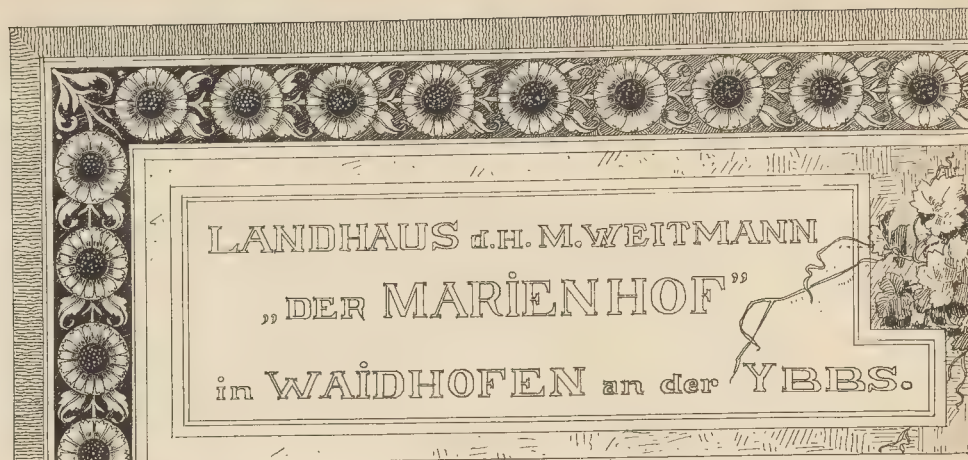 LANDHAUS d.H. M. WEITMANN
„DER MARİENHOF”
in WAİDHOFEN an der YBBS.